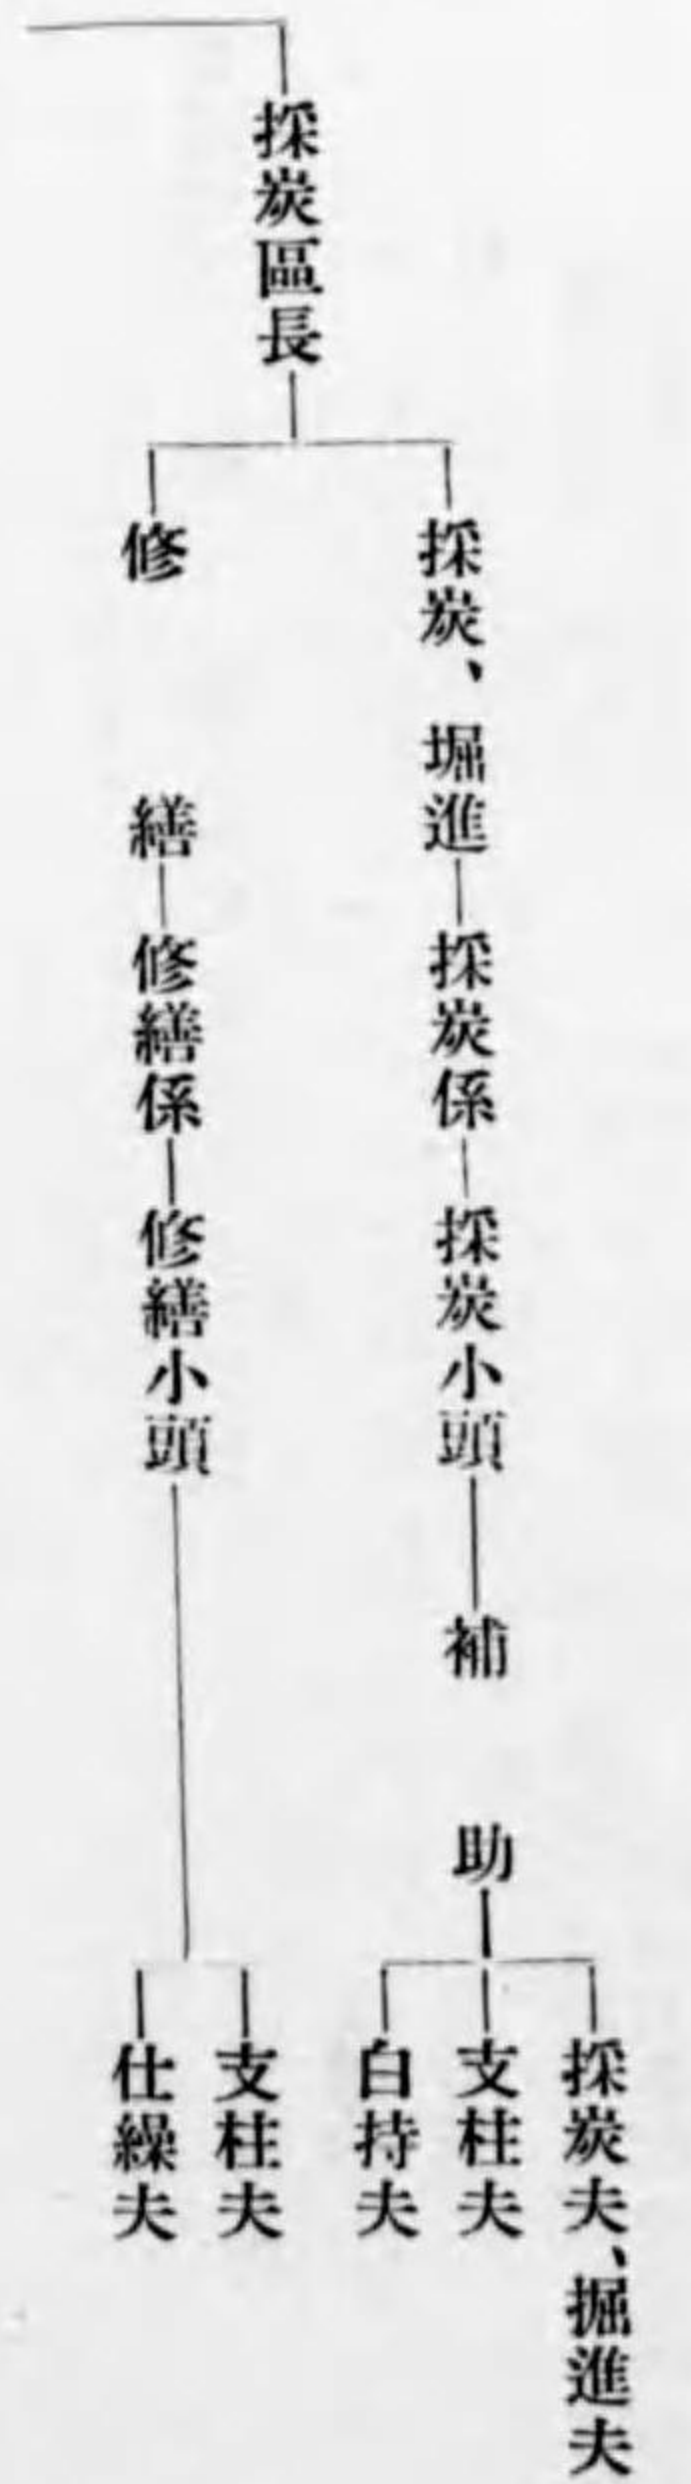 採炭區長
採炭、堀進
採炭係
採炭小頭
補助
採炭夫、掘進夫
支柱夫
白持夫
修繕
修繕係
修繕小頭
支柱夫
仕繰夫